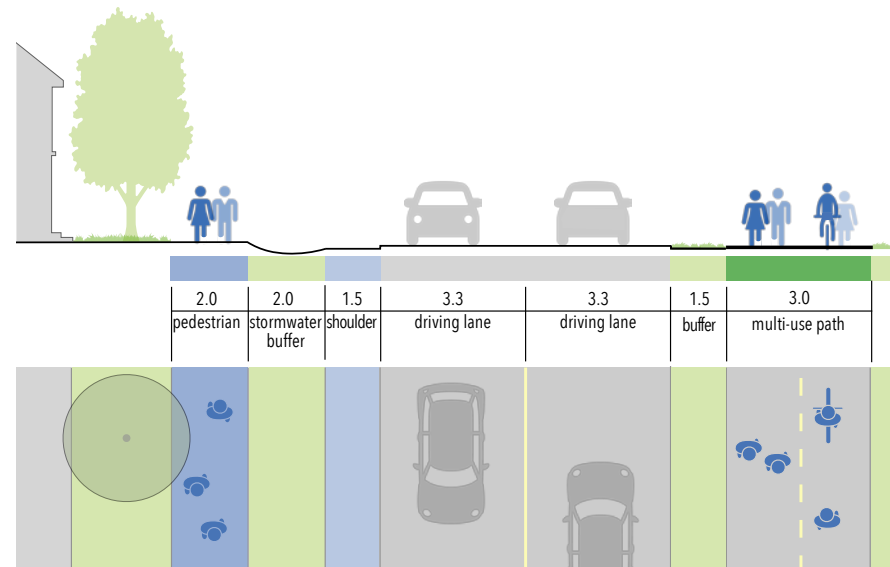 2.0 2.0 1.5 3.3 3.3 1.5 3.0
pedestrian stormwater shoulder driving lane driving lane buffer multi-use path
buffer